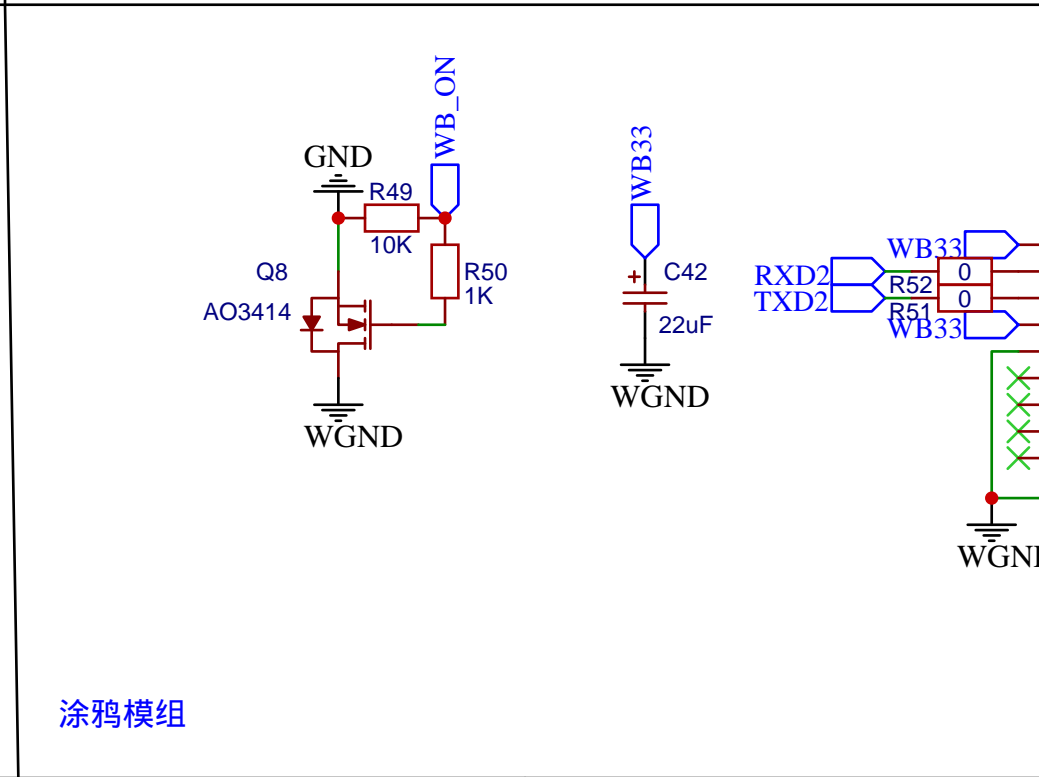 WB_ON
GND
R49
10K
R50
1K
Q8
AO3414
WGND
WB33
+
C42
22uF
WGND
WB33
RXD2
0
R52
TXD2
0
R51
WB33
涂鸦模组